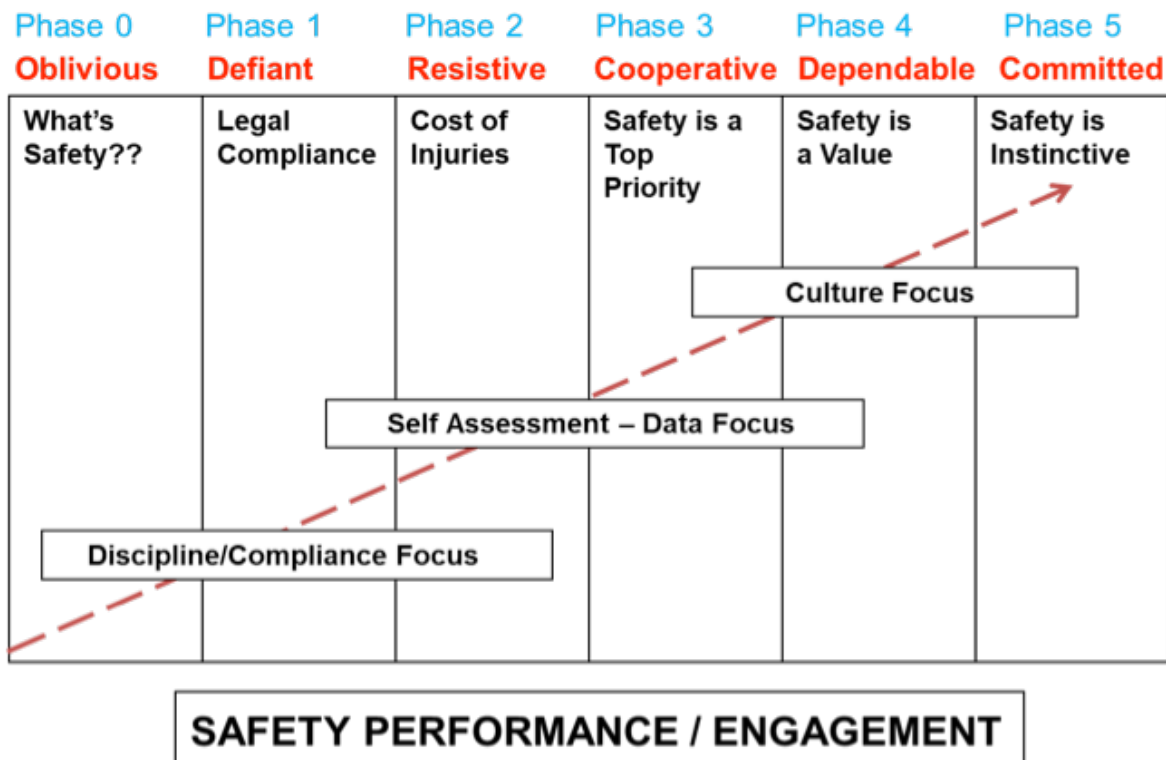 Phase 0 Phase 1 Phase 2 Phase 3 Phase 4 Phase 5
Oblivious Defiant Resistive Cooperative Dependable Committed
What's
Safety??
Legal
Compliance
Cost of
Injuries
Safety is a
Top
Priority
Safety is
a Value
Safety is
Instinctive
Culture Focus
Self Assessment – Data Focus
Discipline/Compliance Focus
SAFETY PERFORMANCE / ENGAGEMENT